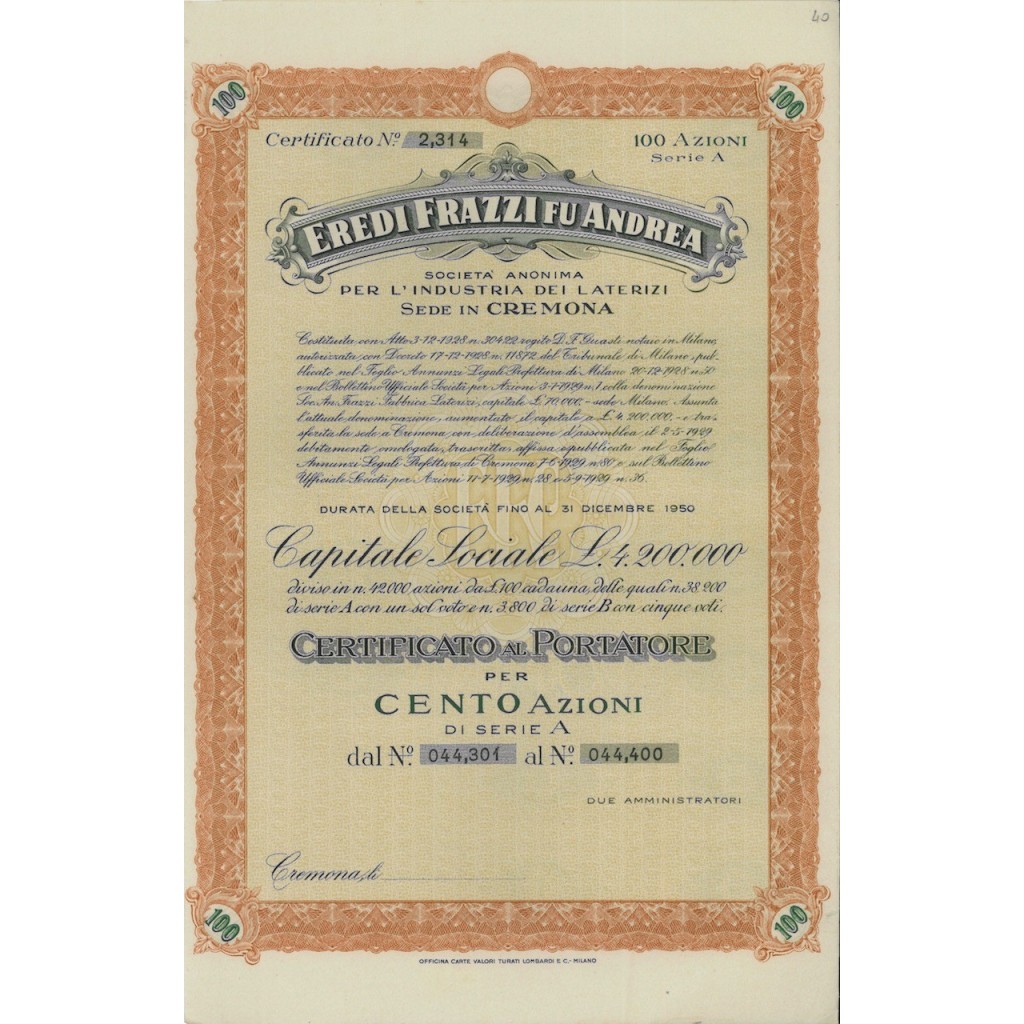 40
100 100
Certificato Nº 2,314 100 AZIONI
Serie A
EREDI FRAZZI FU ANDREA
SOCIETÀ ANONIMA
PER L'INDUSTRIA DEI LATERIZI
SEDE IN CREMONA
Costituita con Atto 3-12-1928 n. 30422 rogito D. F. Guasti notaio in Milano,
autorizzata con Decreto 17-12-1928 n. 11872 del Tribunale di Milano, pub-
blicato nel Foglio Annunzi Legali Prefettura di Milano 20-12-1928 n. 50
e nel Bollettino Ufficiale Società per Azioni 3-1-1929 n. 1 colla denominazione
Soc. An. Frazzi Fabbrica Laterizi, capitale £ 70.000,- sede Milano. Assunta
l'attuale denominazione, aumentato il capitale a £ 4.200.000,- e tra-
sferita la sede a Cremona con deliberazione d'assemblea il 2-5-1929
debitamente omologata, trascritta, affissa e pubblicata nel Foglio
Annunzi Legali Prefettura di Cremona 7-6-1929 n. 80 e sul Bollettino
Ufficiale Società per Azioni 11-7-1929 n. 28 e 5-9-1929 n. 36.
DURATA DELLA SOCIETÀ FINO AL 31 DICEMBRE 1950
Capitale Sociale £. 4.200.000
diviso in n. 42.000 azioni da £ 100 cadauna, delle quali n. 38.200
di serie A con un sol voto e n. 3.800 di serie B con cinque voti.
CERTIFICATO AL PORTATORE
PER
CENTO AZIONI
DI SERIE A
dal Nº. 044,301 al Nº. 044,400
DUE AMMINISTRATORI
Cremona, li
100 100
OFFICINA CARTE VALORI TURATI LOMBARDI E C. - MILANO